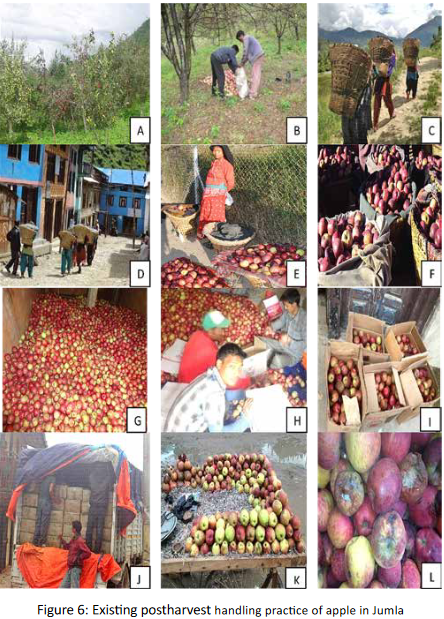 A
B
C
D
E
F
G
H
I
J
K
L
Figure 6: Existing postharvest handling practice of apple in Jumla